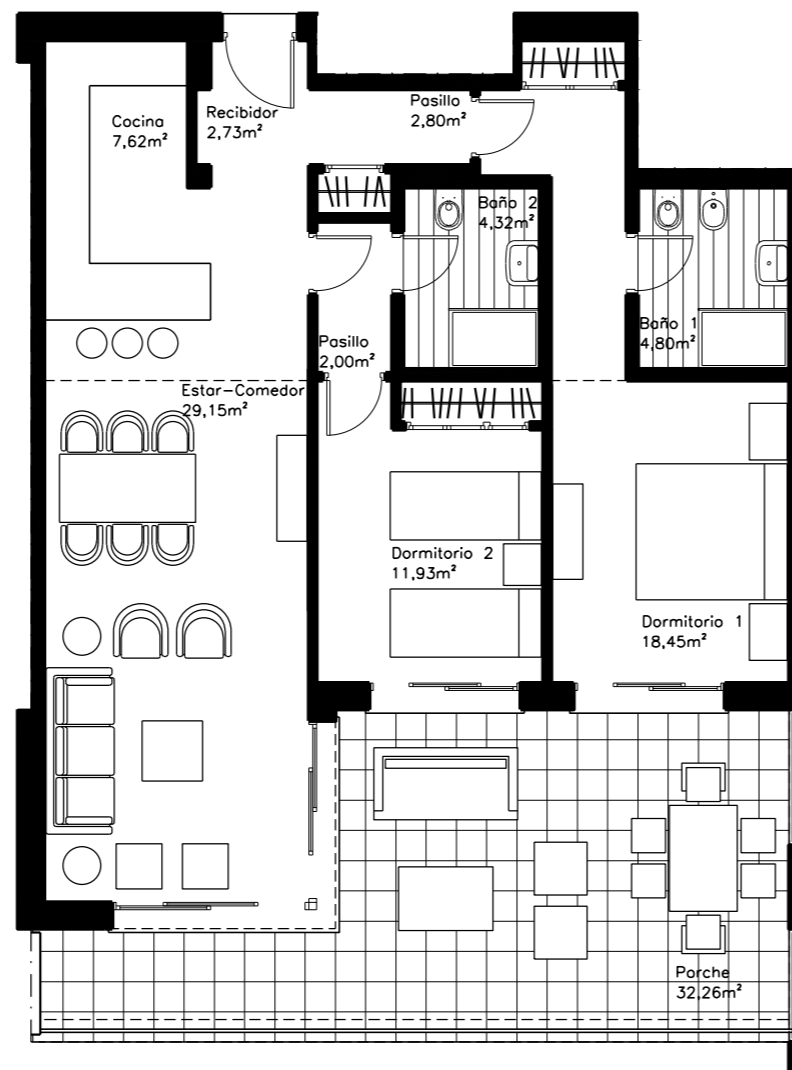 Cocina
7,62m²
Recibidor
2,73m²
Pasillo
2,80m²
Baño 2
4,32m²
Baño 1
4,80m²
Pasillo
2,00m²
Estar-Comedor
29,15m²
Dormitorio 2
11,93m²
Dormitorio 1
18,45m²
Porche
32,26m²